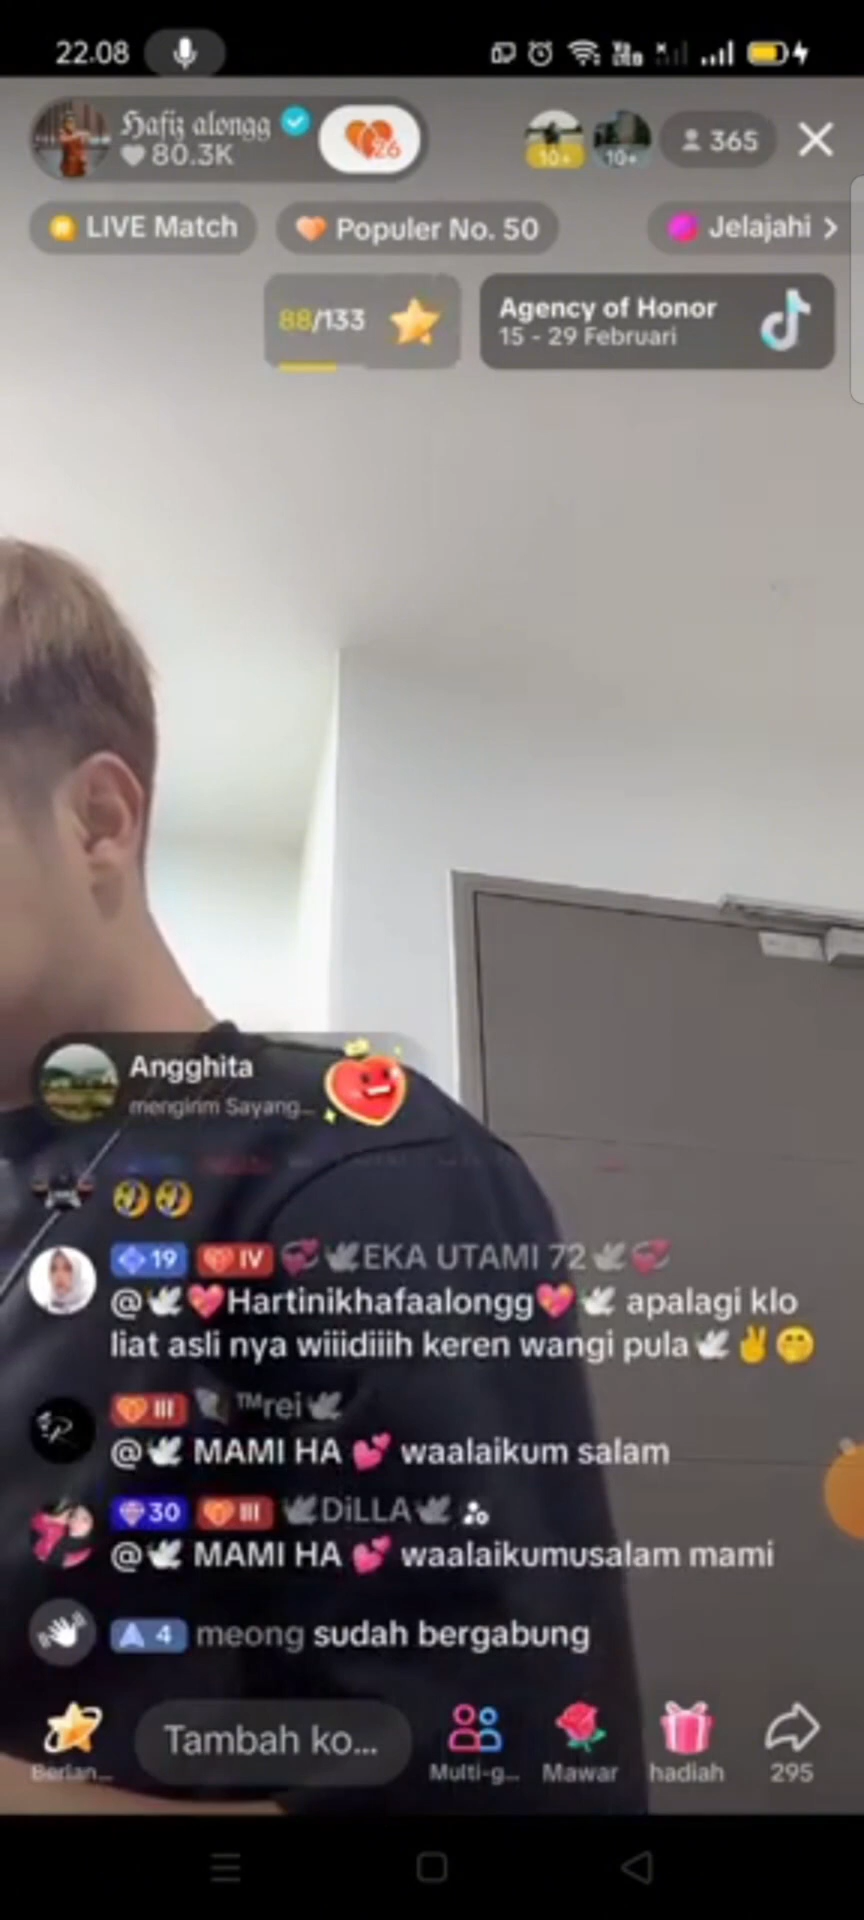 22.08
Hafiz alongg
80.3K
26
10+
10+
365
LIVE Match
Populer No. 50
Jelajahi >
88/133
Agency of Honor
15 - 29 Februari
Angghita
mengirim Sayang...
19 IV EKA UTAMI 72
@🕊️💖Hartinikhafaalongg💖🕊️ apalagi klo
liat asli nya wiiidiiih keren wangi pula🕊️✌️🤭
III ™rei🕊️
@🕊️ MAMI HA 💕 waalaikum salam
30 III 🕊️DiLLA🕊️
@🕊️ MAMI HA 💕 waalaikumusalam mami
4 meong sudah bergabung
Berlan...
Tambah ko...
Multi-g...
Mawar
hadiah
295